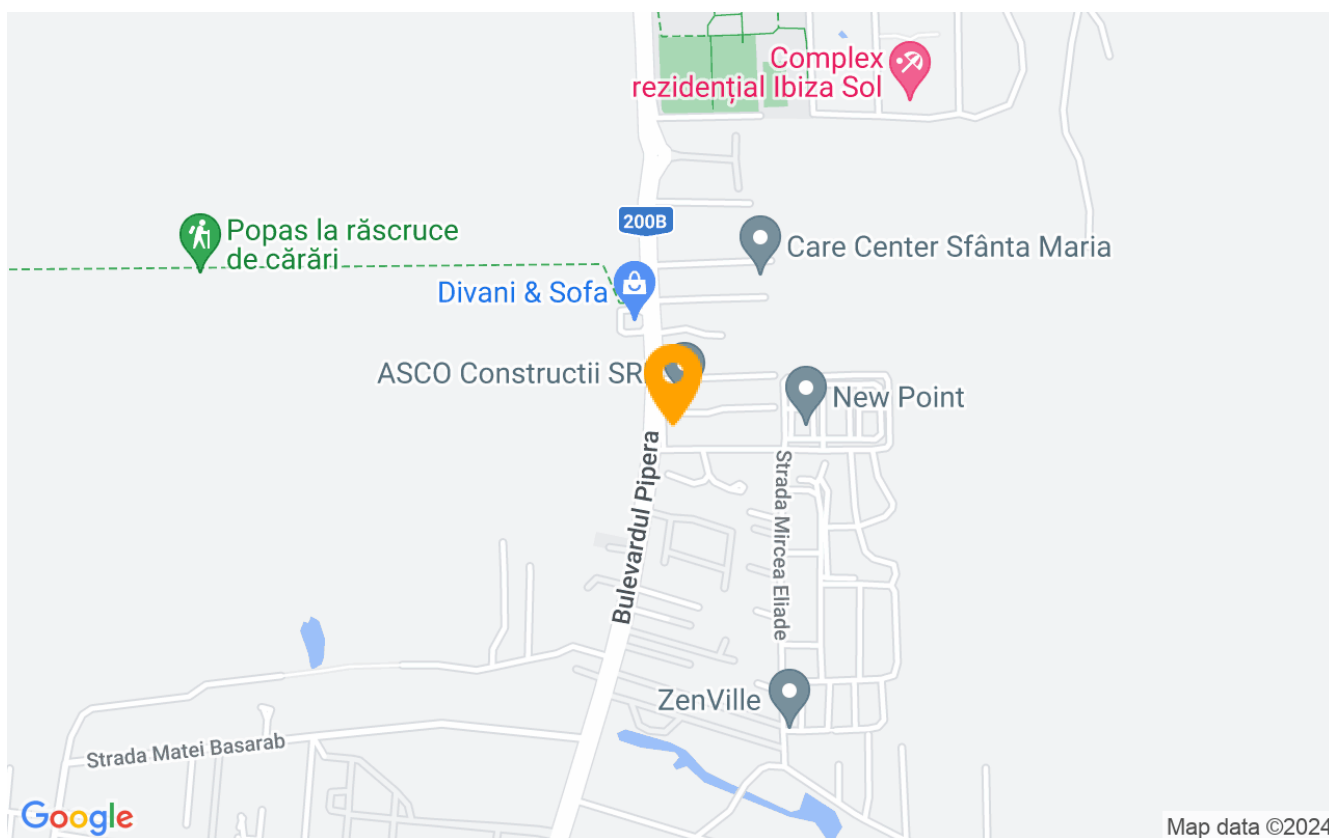 Complex
rezidențial Ibiza Sol
200B
Popas la răscruce
de cărări
Care Center Sfânta Maria
Divani & Sofa
ASCO Constructii SR
New Point
Bulevardul Pipera
Strada Mircea Eliade
ZenVille
Strada Matei Basarab
Google
Map data ©2024